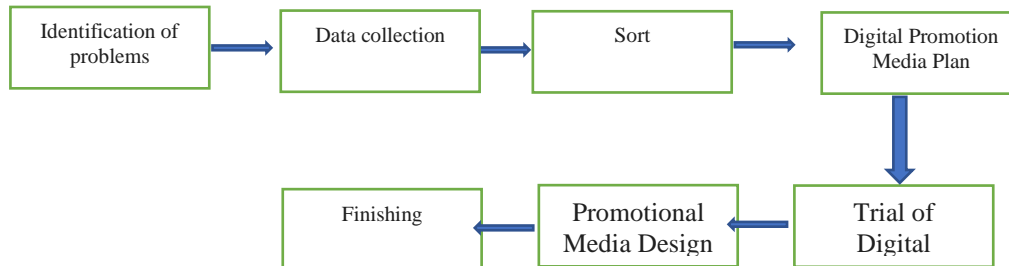 Identification of
problems
Data collection
Sort
Digital Promotion
Media Plan
Trial of
Digital
Promotional
Media Design
Finishing